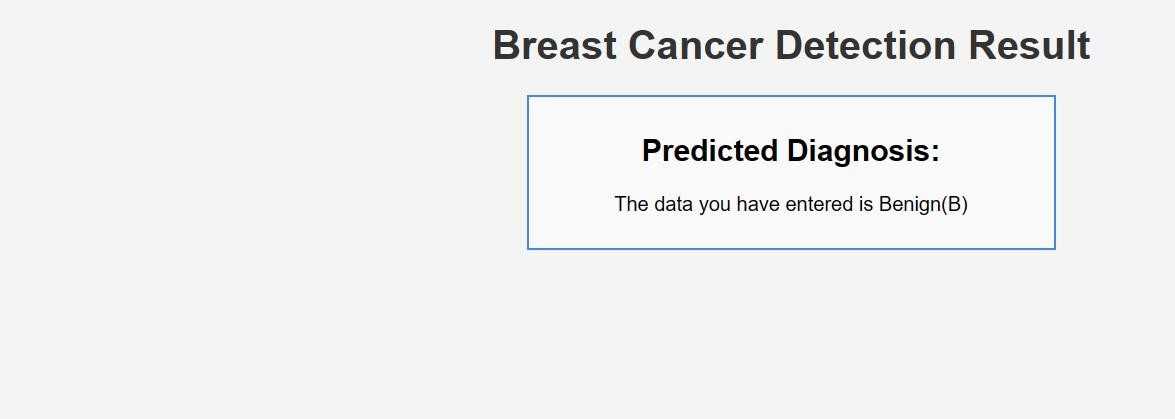 Breast Cancer Detection Result
Predicted Diagnosis:
The data you have entered is Benign(B)